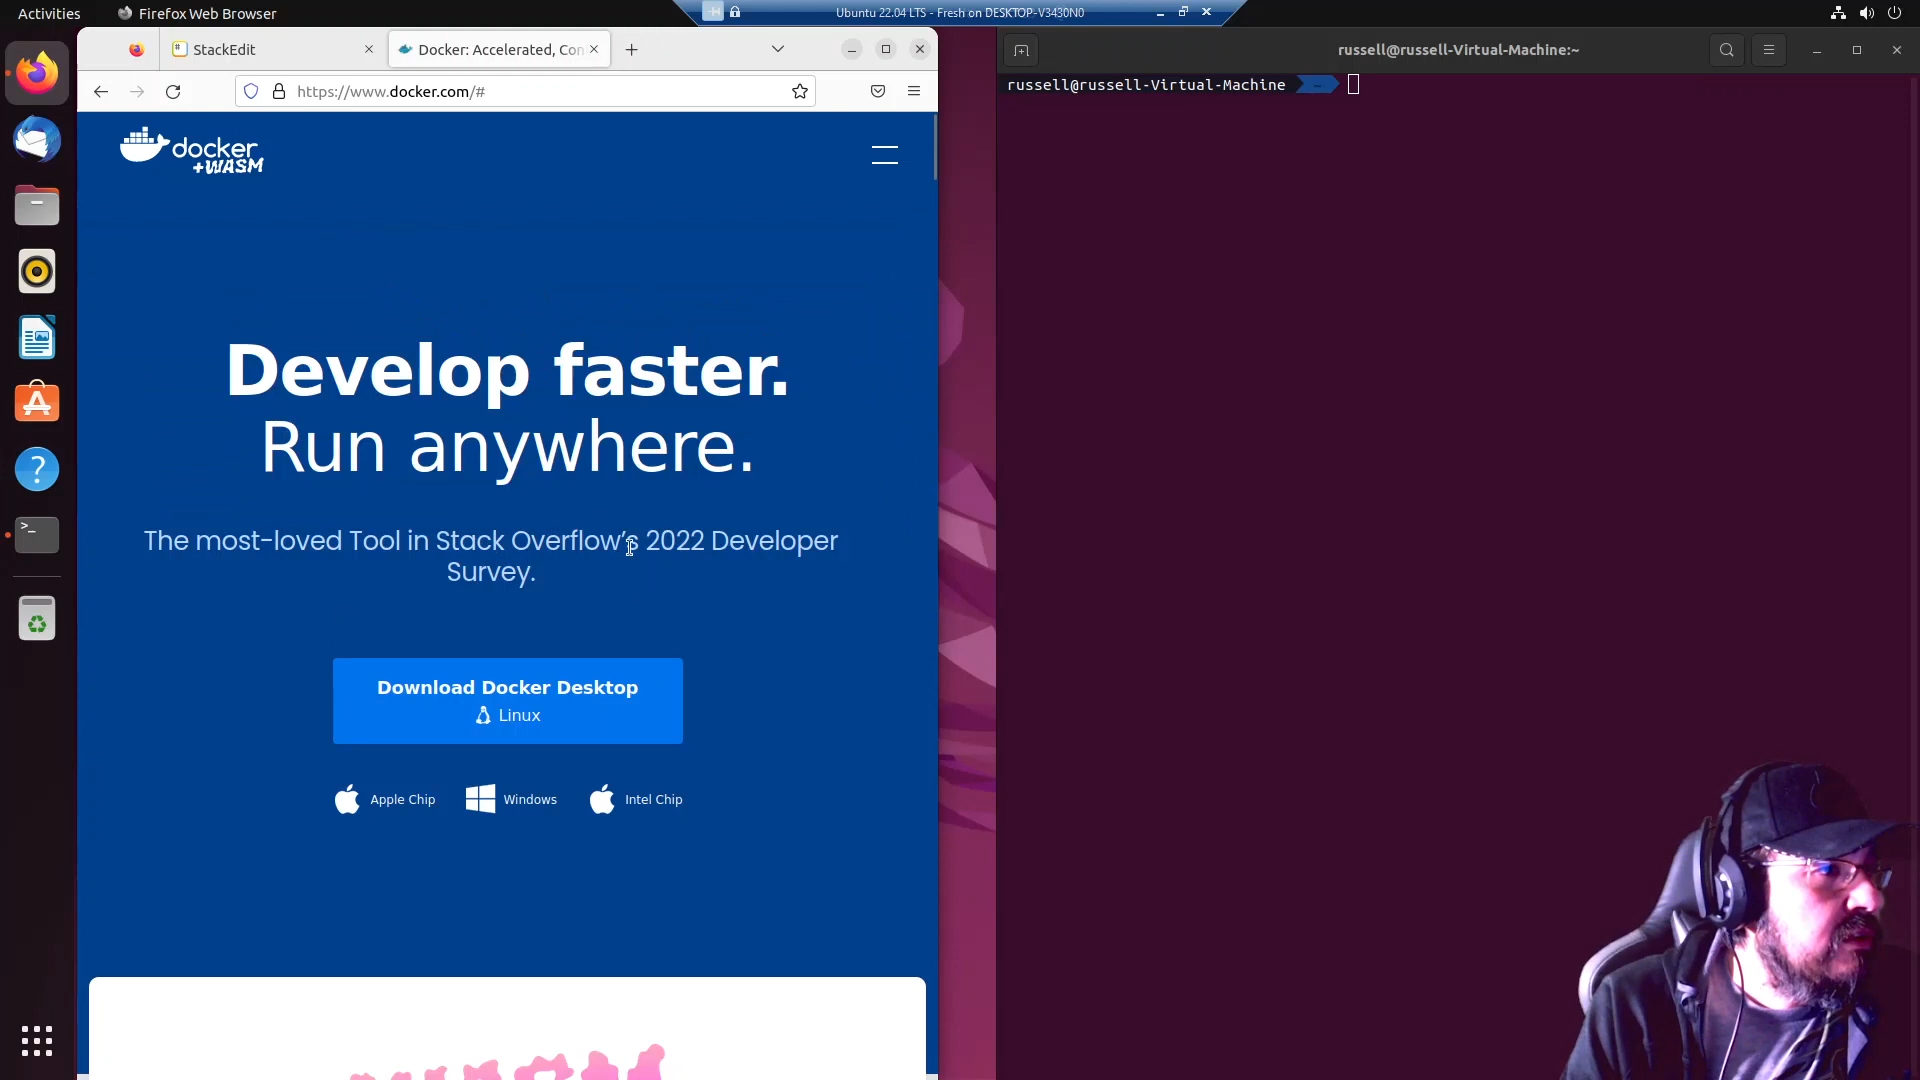 Activities
Firefox Web Browser
Ubuntu 22.04 LTS - Fresh on DESKTOP-V3430N0
StackEdit
Docker: Accelerated, Con
https://www.docker.com/#
docker
+WASM
Develop faster.
Run anywhere.
The most-loved Tool in Stack Overflow's 2022 Developer
Survey.
Download Docker Desktop
Linux
Apple Chip
Windows
Intel Chip
russell@russell-Virtual-Machine:~
russell@russell-Virtual-Machine ~